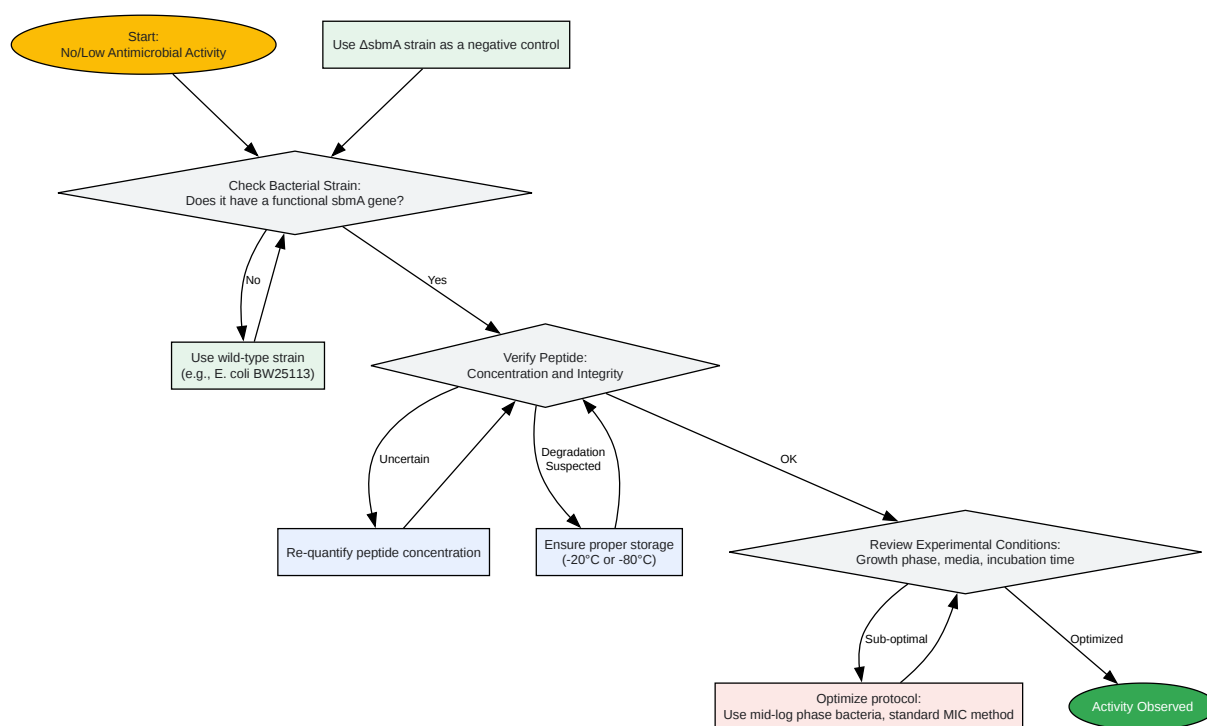 Start:
No/Low Antimicrobial Activity
Use ΔsbmA strain as a negative control
Check Bacterial Strain:
Does it have a functional sbmA gene?
No
Yes
Use wild-type strain
(e.g., E. coli BW25113)
Verify Peptide:
Concentration and Integrity
Uncertain
Degradation
Suspected
OK
Re-quantify peptide concentration
Ensure proper storage
(-20°C or -80°C)
Review Experimental Conditions:
Growth phase, media, incubation time
Sub-optimal
Optimized
Optimize protocol:
Use mid-log phase bacteria, standard MIC method
Activity Observed